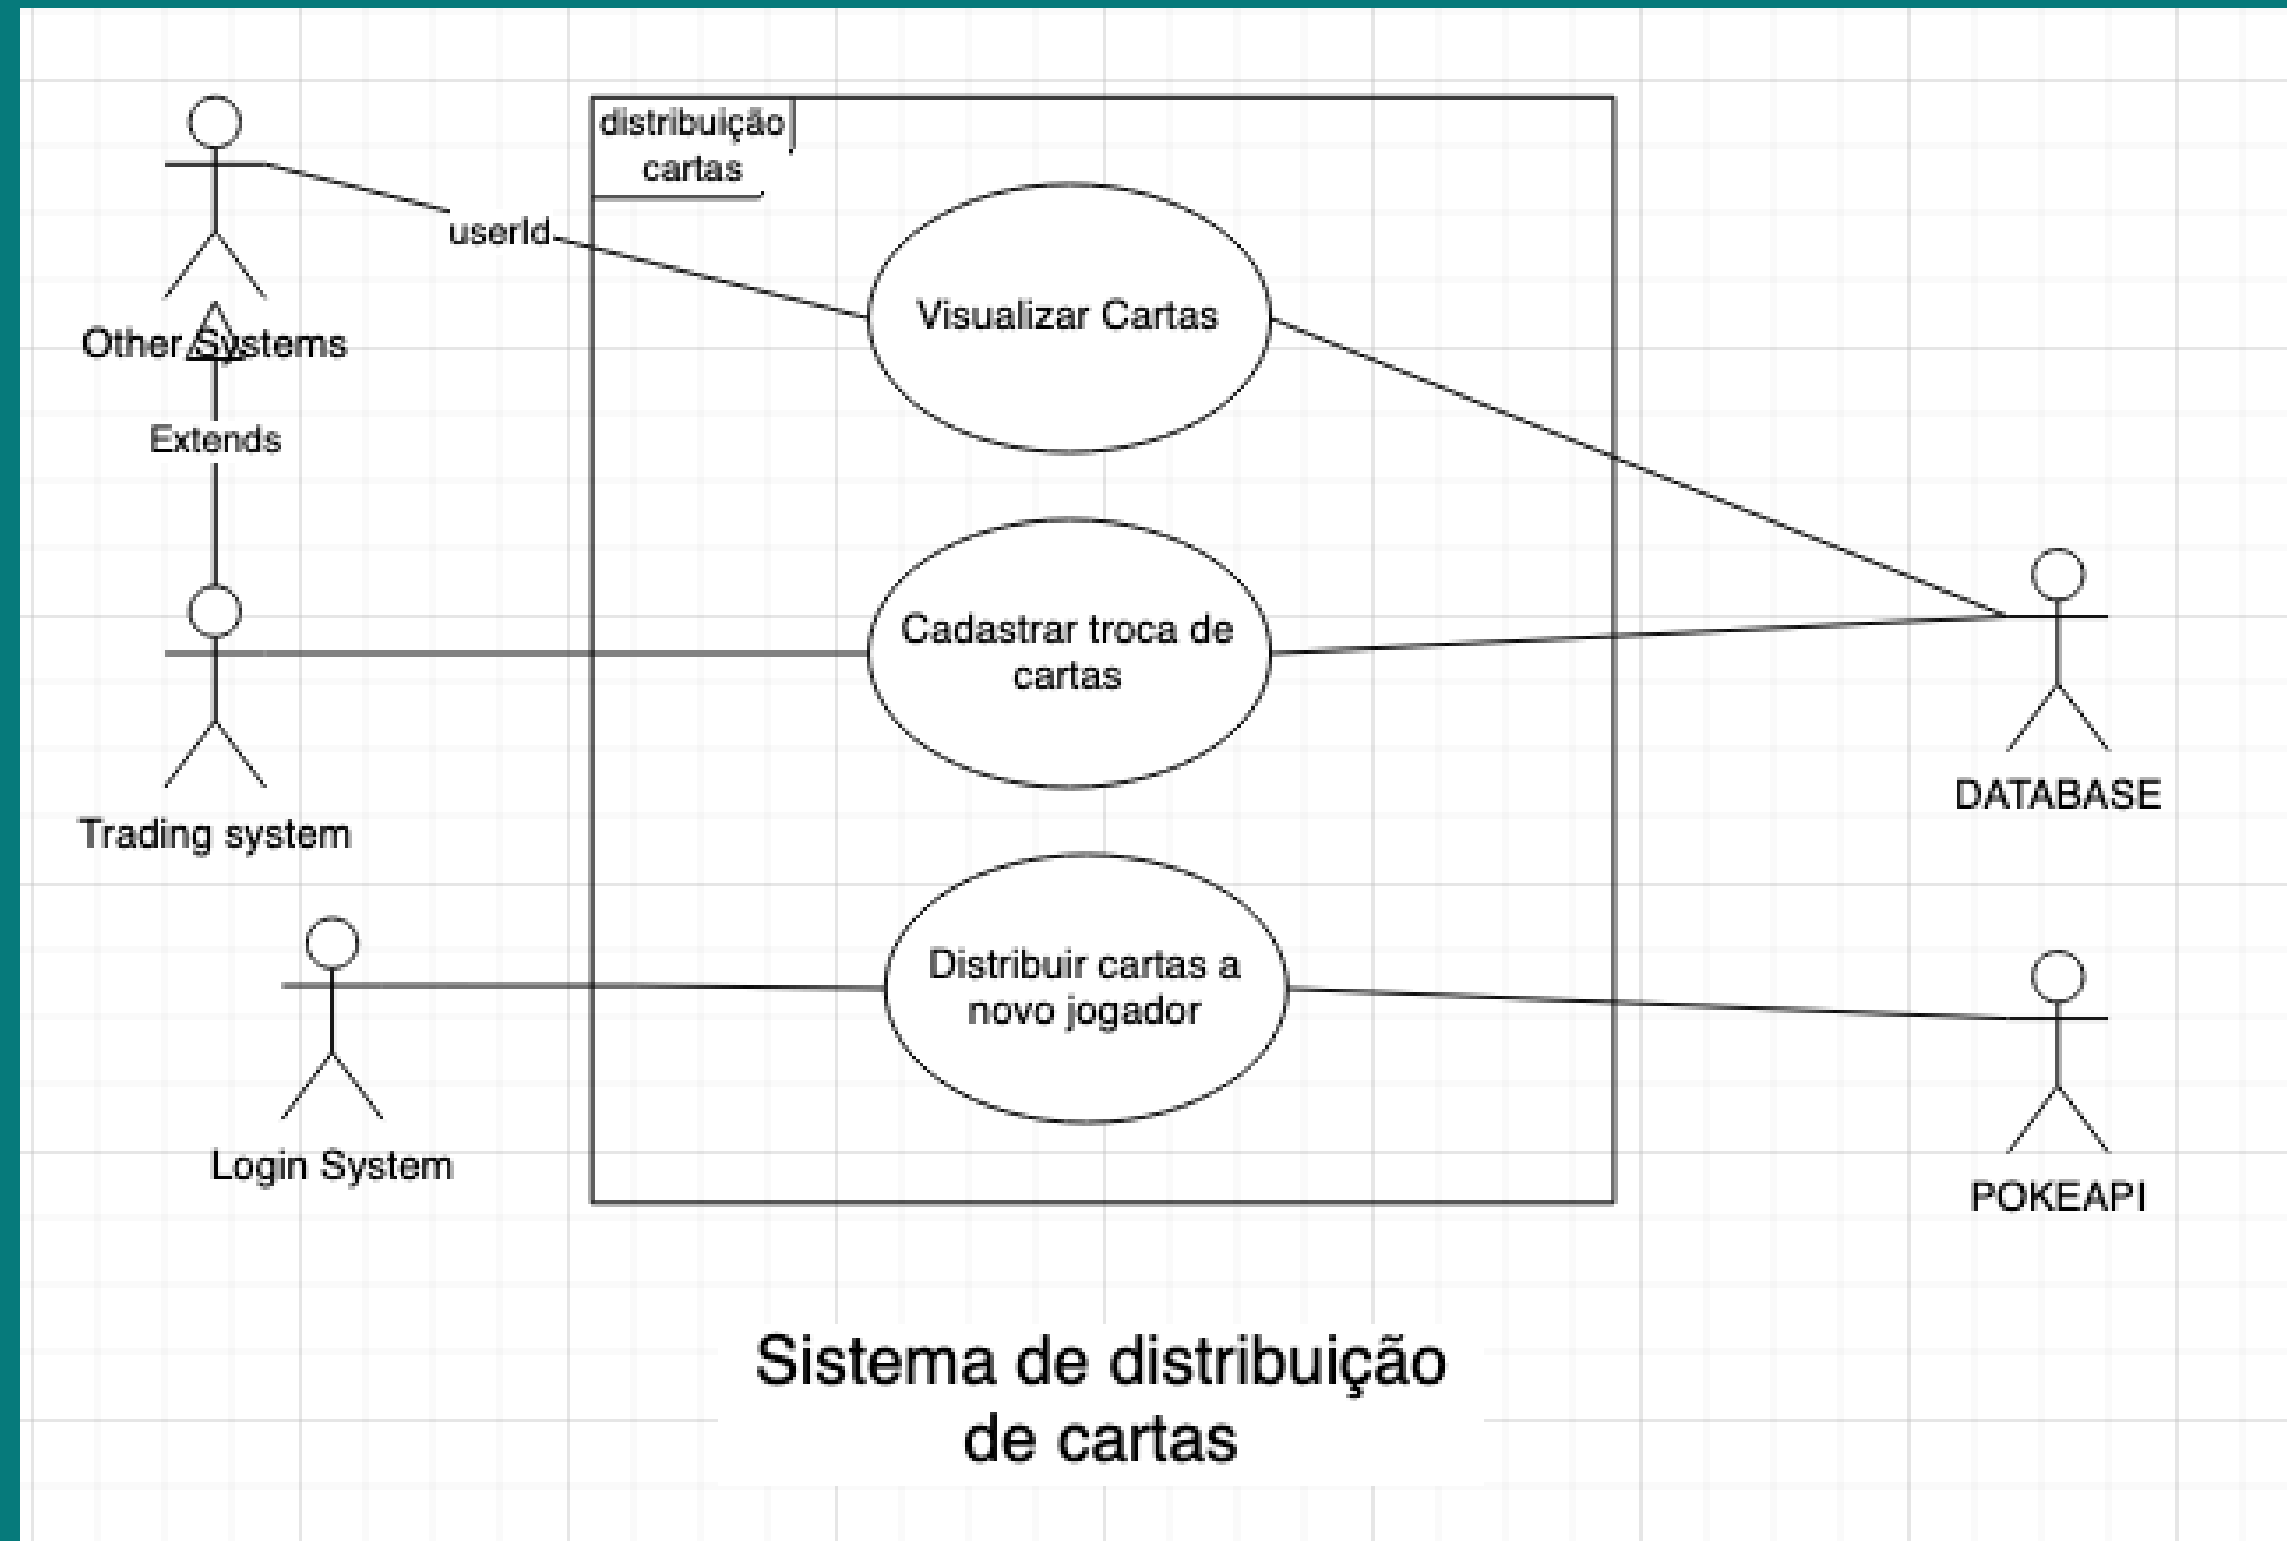 distribuição
cartas
userId
Visualizar Cartas
Other Systems
Extends
Cadastrar troca de
cartas
DATABASE
Trading system
Distribuir cartas a
novo jogador
Login System
POKEAPI
Sistema de distribuição
de cartas